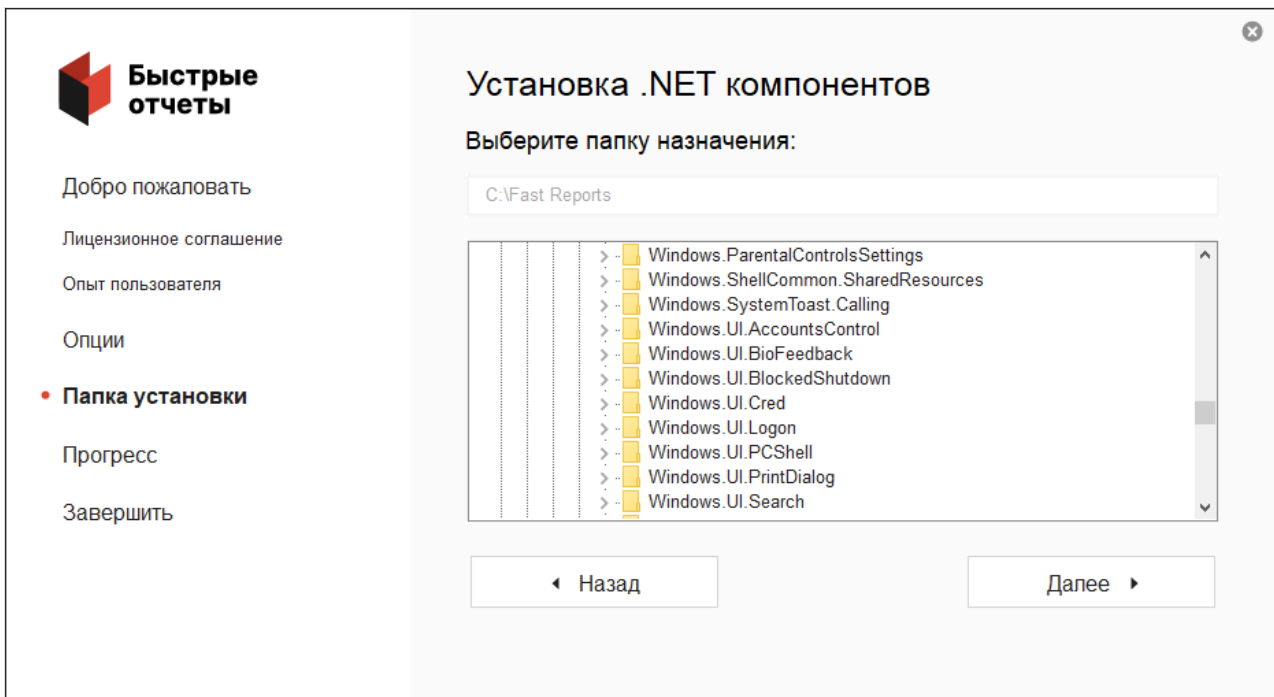 Быстрые
отчеты
Добро пожаловать
Лицензионное соглашение
Опыт пользователя
Опции
Папка установки
Прогресс
Завершить
Установка .NET компонентов
Выберите папку назначения:
C:\Fast Reports
Windows.ParentalControlsSettings
Windows.ShellCommon.SharedResources
Windows.SystemToast.Calling
Windows.UI.AccountsControl
Windows.UI.BioFeedback
Windows.UI.BlockedShutdown
Windows.UI.Cred
Windows.UI.Logon
Windows.UI.PCShell
Windows.UI.PrintDialog
Windows.UI.Search
Назад
Далее